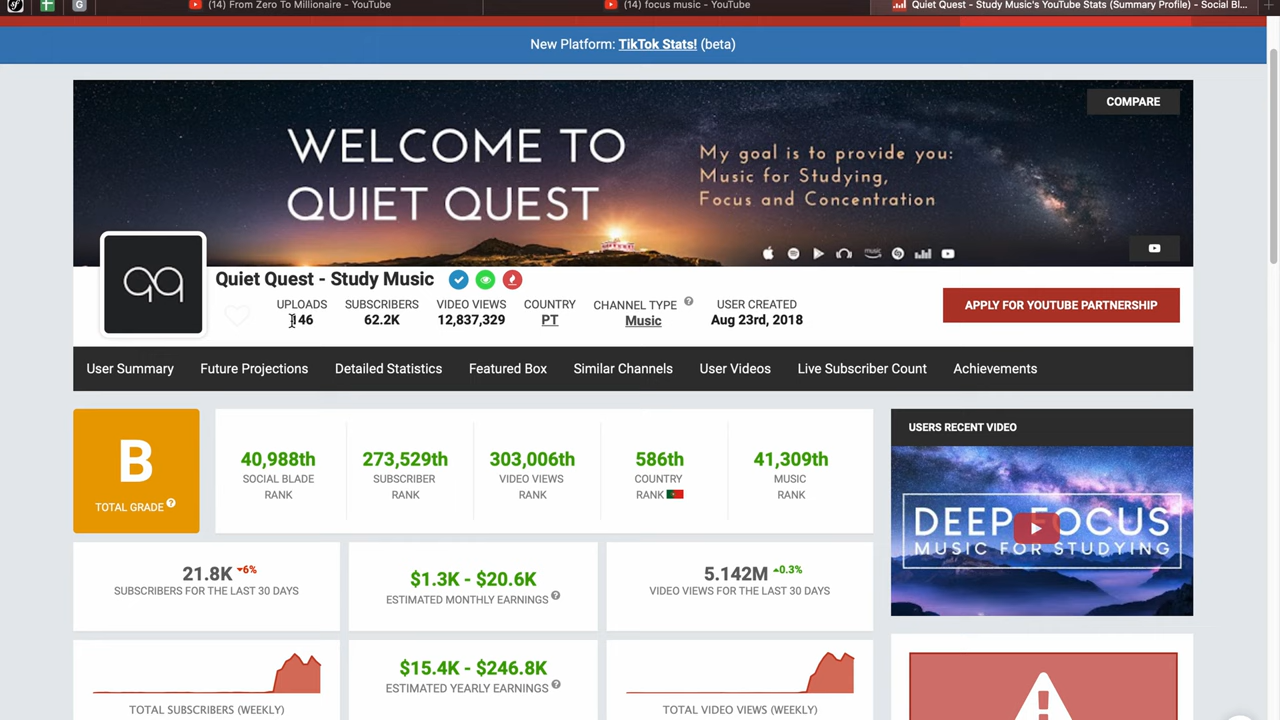 (14) From Zero To Millionaire - YouTube
(14) focus music - YouTube
Quiet Quest - Study Music's YouTube Stats (Summary Profile) - Social Bl...
New Platform: TikTok Stats! (beta)
COMPARE
WELCOME TO
QUIET QUEST
My goal is to provide you:
Music for Studying,
Focus and Concentration
music
qq
Quiet Quest - Study Music
UPLOADS
146
SUBSCRIBERS
62.2K
VIDEO VIEWS
12,837,329
COUNTRY
PT
CHANNEL TYPE ?
Music
USER CREATED
Aug 23rd, 2018
APPLY FOR YOUTUBE PARTNERSHIP
User Summary
Future Projections
Detailed Statistics
Featured Box
Similar Channels
User Videos
Live Subscriber Count
Achievements
B
TOTAL GRADE ?
40,988th
SOCIAL BLADE
RANK
273,529th
SUBSCRIBER
RANK
303,006th
VIDEO VIEWS
RANK
586th
COUNTRY
RANK
41,309th
MUSIC
RANK
USERS RECENT VIDEO
DEEP FOCUS
MUSIC FOR STUDYING
21.8K 6%
SUBSCRIBERS FOR THE LAST 30 DAYS
$1.3K - $20.6K
ESTIMATED MONTHLY EARNINGS ?
5.142M 0.3%
VIDEO VIEWS FOR THE LAST 30 DAYS
TOTAL SUBSCRIBERS (WEEKLY)
$15.4K - $246.8K
ESTIMATED YEARLY EARNINGS ?
TOTAL VIDEO VIEWS (WEEKLY)